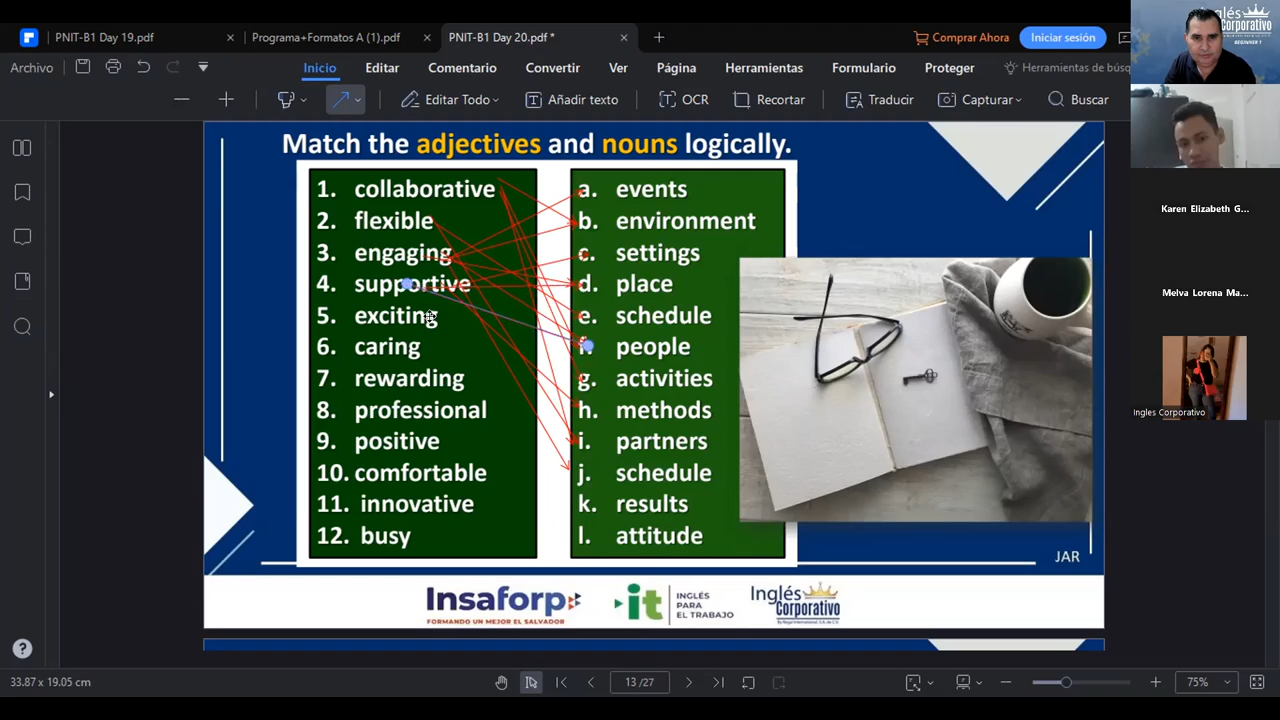 PNIT-B1 Day 19.pdf
Programa+Formatos A (1).pdf
PNIT-B1 Day 20.pdf *
Comprar Ahora
Iniciar sesión
Archivo
Inicio
Editar
Comentario
Convertir
Ver
Página
Herramientas
Formulario
Proteger
Herramientas de búsq
Editar Todo
Añadir texto
OCR
Recortar
Traducir
Capturar
Buscar
Match the adjectives and nouns logically.
1. collaborative
2. flexible
3. engaging
4. supportive
5. exciting
6. caring
7. rewarding
8. professional
9. positive
10. comfortable
11. innovative
12. busy
a. events
b. environment
c. settings
d. place
e. schedule
people
g. activities
h. methods
i. partners
j. schedule
k. results
l. attitude
JAR
Insaforp
FORMANDO UN MEJOR EL SALVADOR
it
INGLÉS
PARA
EL TRABAJO
Inglés
Corporativo
33.87 x 19.05 cm
13 /27
75%
Inglés
Corporativo
BEGINNER 1
Karen Elizabeth G...
Melva Lorena Ma...
Ingles Corporativo